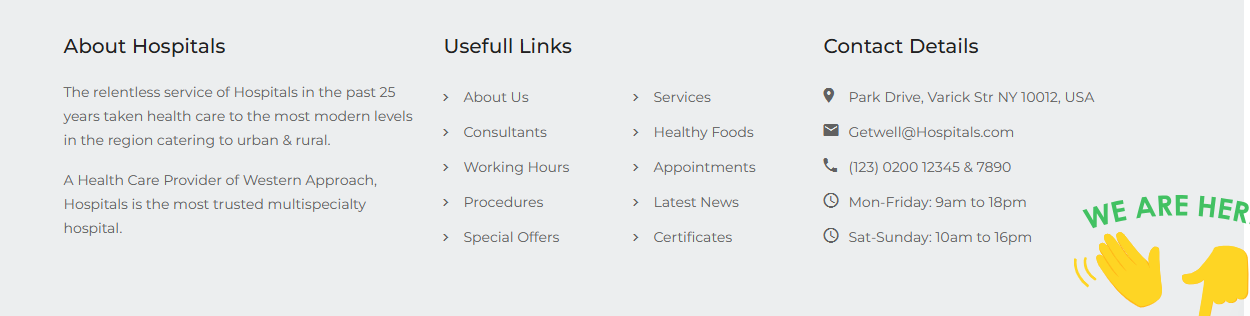 About Hospitals
The relentless service of Hospitals in the past 25
years taken health care to the most modern levels
in the region catering to urban & rural.
A Health Care Provider of Western Approach,
Hospitals is the most trusted multispecialty
hospital.
Usefull Links
About Us
Consultants
Working Hours
Procedures
Special Offers
Services
Healthy Foods
Appointments
Latest News
Certificates
Contact Details
Park Drive, Varick Str NY 10012, USA
Getwell@Hospitals.com
(123) 0200 12345 & 7890
Mon-Friday: 9am to 18pm
Sat-Sunday: 10am to 16pm
WE ARE HER